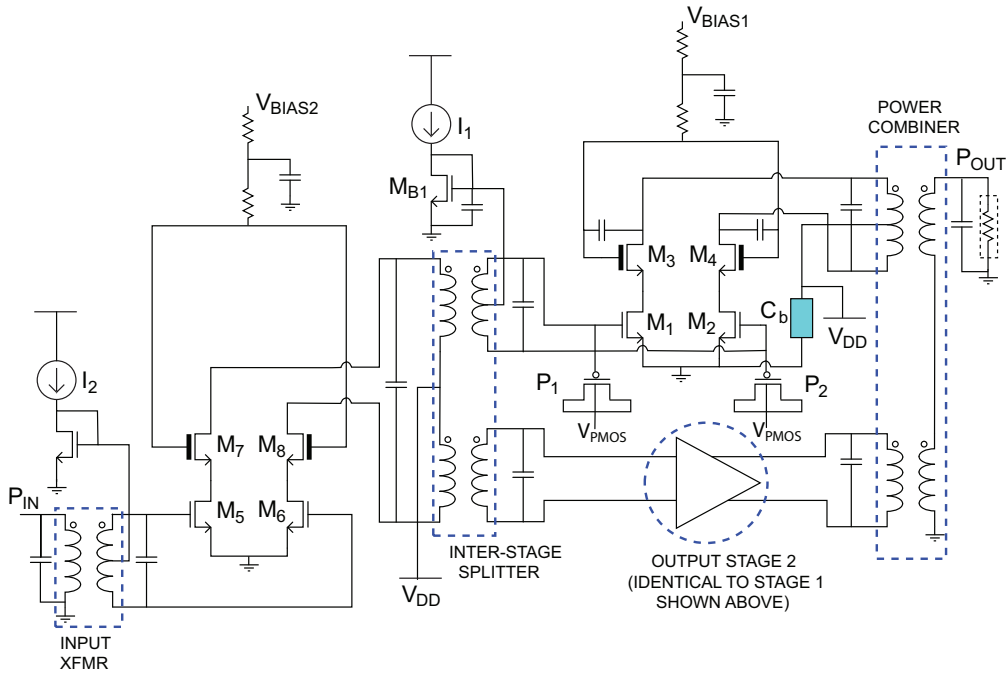 V_BIAS1
V_BIAS2
I_1
M_B1
POWER
COMBINER
P_OUT
M_3
M_4
M_1
M_2
C_b
V_DD
I_2
P_1
P_2
V_PMOS
V_PMOS
M_7
M_8
P_IN
M_5
M_6
INTER-STAGE
SPLITTER
V_DD
OUTPUT STAGE 2
(IDENTICAL TO STAGE 1
SHOWN ABOVE)
INPUT
XFMR